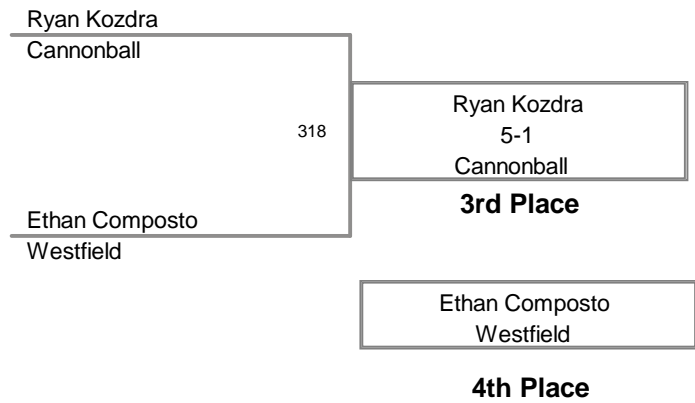 Ryan Kozdra
Cannonball
318
Ryan Kozdra
5-1
Cannonball
3rd Place
Ethan Composto
Westfield
Ethan Composto
Westfield
4th Place